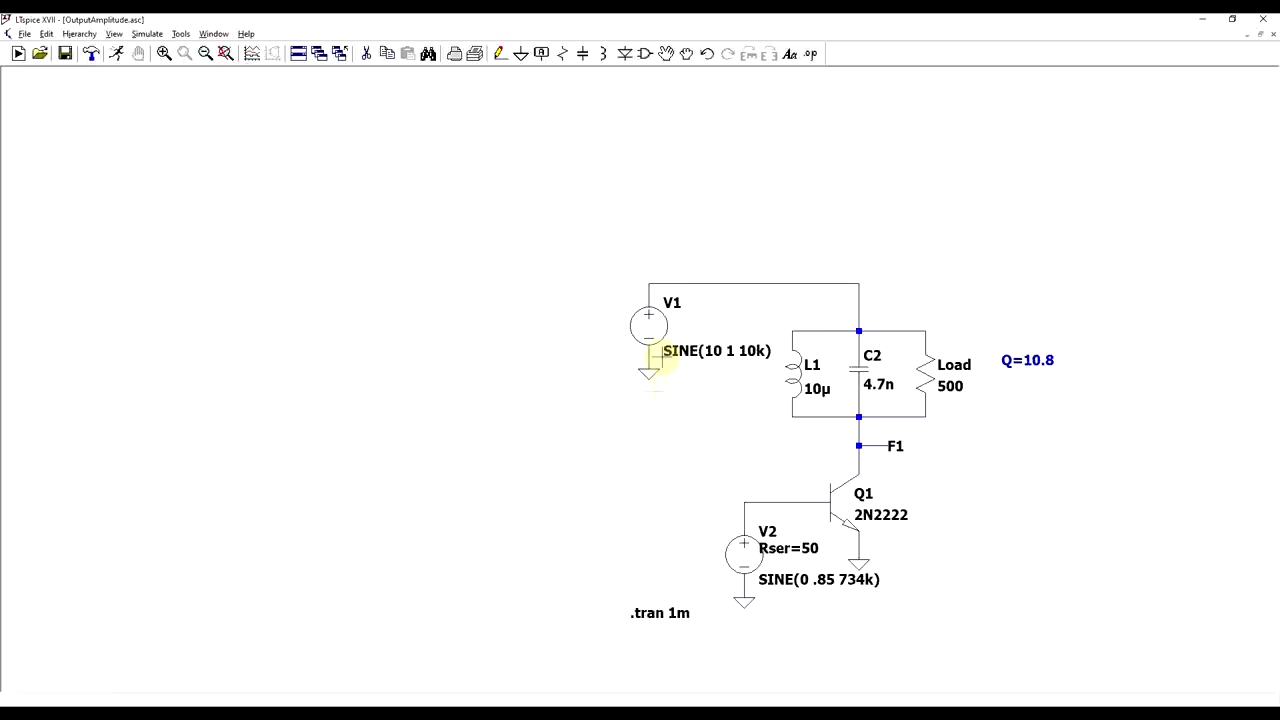 LTspice XVII - [OutputAmplitude.asc]
File Edit Hierarchy View Simulate Tools Window Help
V1
SINE(10 1 10k)
L1
10µ
C2
4.7n
Load
500
Q=10.8
F1
Q1
2N2222
V2
Rser=50
SINE(0 .85 734k)
.tran 1m